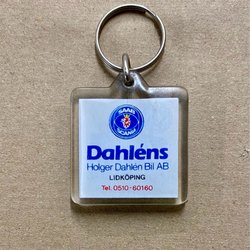 SAAB
SCANIA
Dahléns
Holger Dahlén Bil AB
LIDKÖPING
Tel. 0510-60160